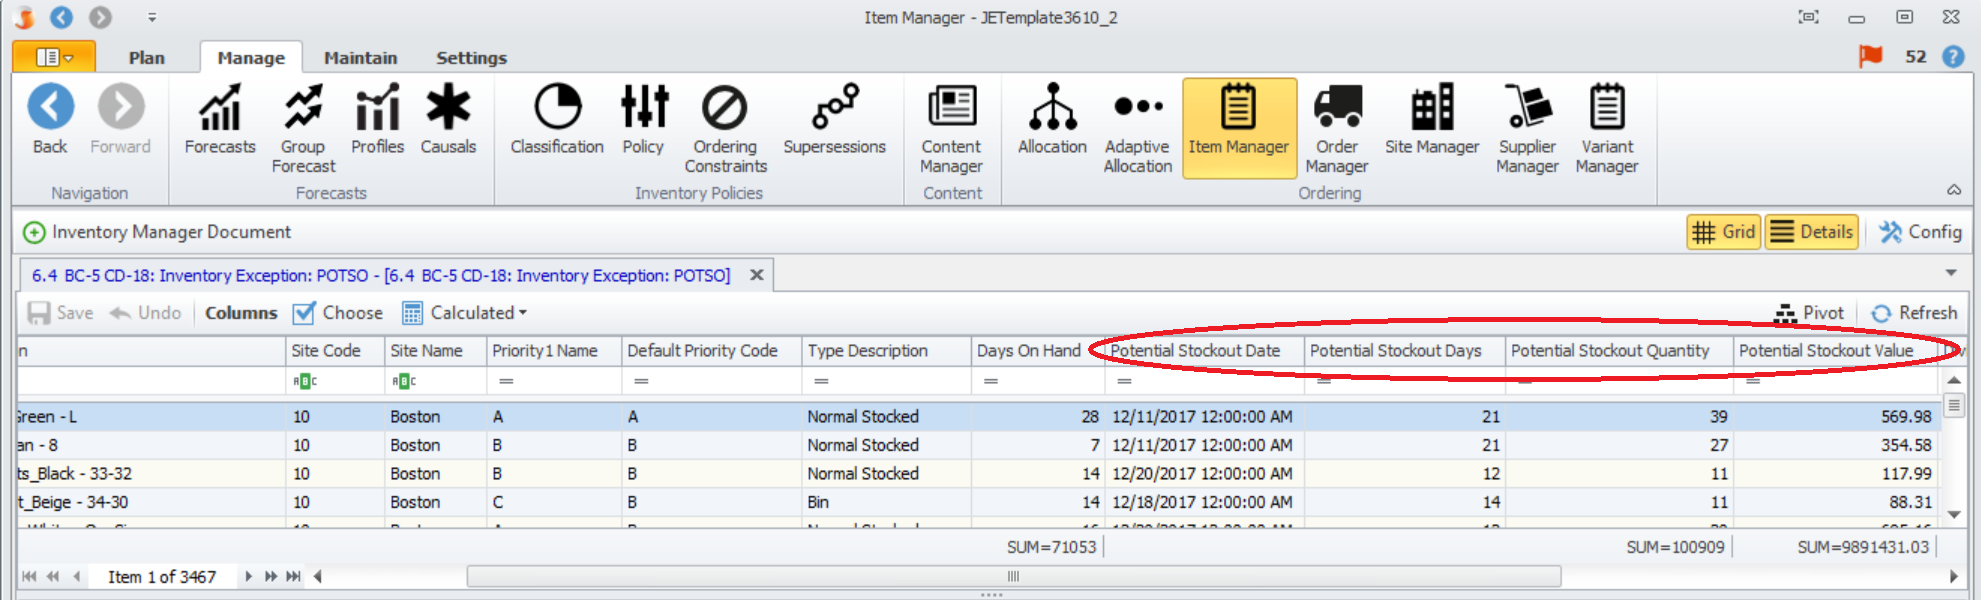 Item Manager - JETemplate3610_2
Plan Manage Maintain Settings 52 ?
Back Forward Forecasts Group Forecast Profiles Causals Classification Policy Ordering Constraints Supersessions Content Manager Allocation Adaptive Allocation Item Manager Order Manager Site Manager Supplier Manager Variant Manager
Navigation Forecasts Inventory Policies Content Ordering
Inventory Manager Document Grid Details Config
6.4 BC-5 CD-18: Inventory Exception: POTSO - [6.4 BC-5 CD-18: Inventory Exception: POTSO]
Save Undo Columns Choose Calculated Pivot Refresh
n Site Code Site Name Priority1 Name Default Priority Code Type Description Days On Hand Potential Stockout Date Potential Stockout Days Potential Stockout Quantity Potential Stockout Value
ABC ABC = = = = = = = =
Green - L 10 Boston A A Normal Stocked 28 12/11/2017 12:00:00 AM 21 39 569.98
an - 8 10 Boston B B Normal Stocked 7 12/11/2017 12:00:00 AM 21 27 354.58
ts_Black - 33-32 10 Boston B B Normal Stocked 14 12/20/2017 12:00:00 AM 12 11 117.99
t_Beige - 34-30 10 Boston C B Bin 14 12/18/2017 12:00:00 AM 14 11 88.31
SUM=71053 SUM=100909 SUM=9891431.03
Item 1 of 3467